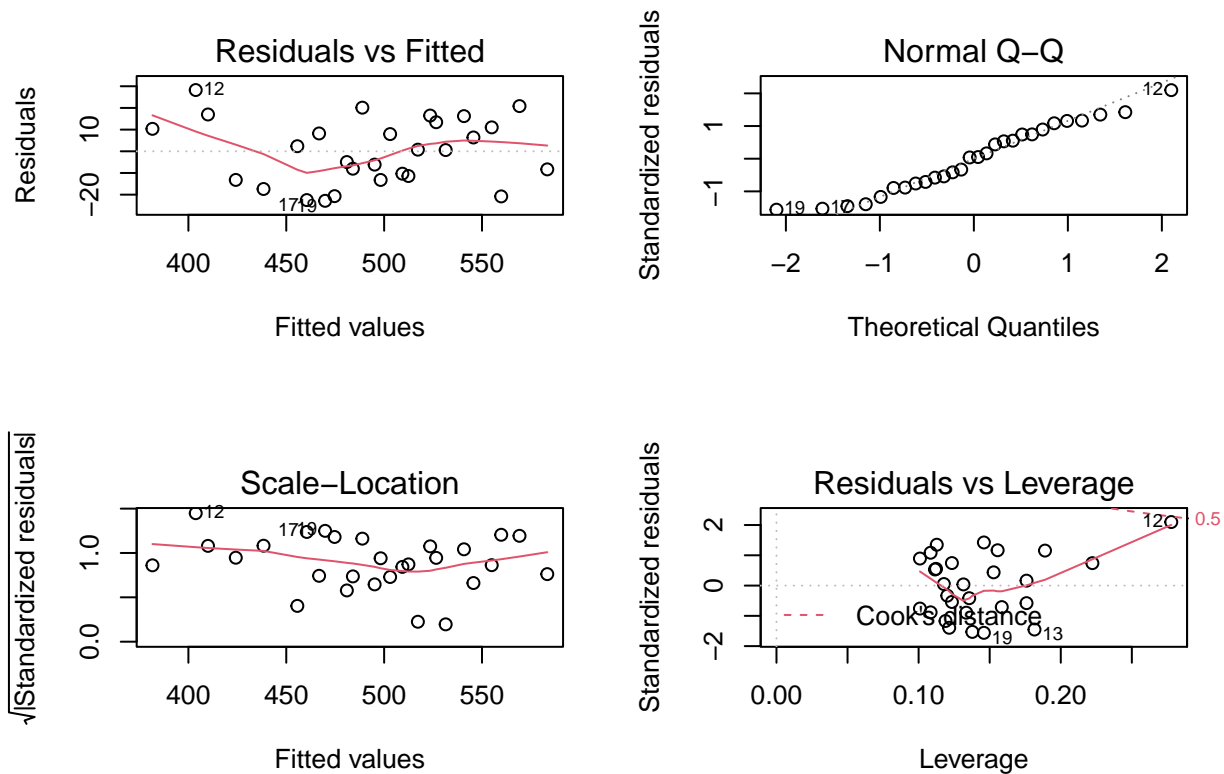 Residuals vs Fitted
Residuals
10
−20
12
1719
400 450 500 550
Fitted values
Normal Q−Q
Standardized residuals
1
−1
12
19
17
−2 −1 0 1 2
Theoretical Quantiles
Scale−Location
√|Standardized residuals|
1.0
0.0
12
1719
400 450 500 550
Fitted values
Residuals vs Leverage
Standardized residuals
2
0
−2
12
0.5
Cook's distance
19
13
0.00 0.10 0.20
Leverage